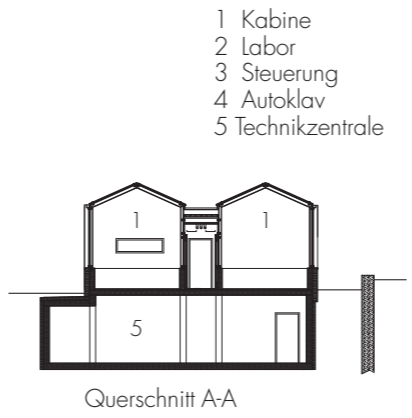 1 Kabine
2 Labor
3 Steuerung
4 Autoklav
5 Technikzentrale
1 1
5
Querschnitt A-A